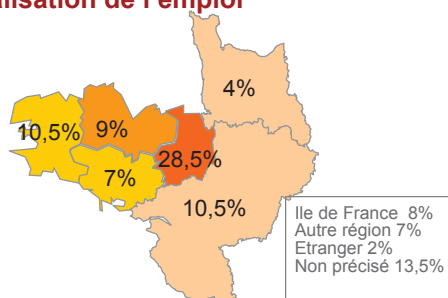 alisation de l'emploi
4%
10,5%
9%
28,5%
7%
10,5%
Ile de France 8%
Autre région 7%
Etranger 2%
Non précisé 13,5%